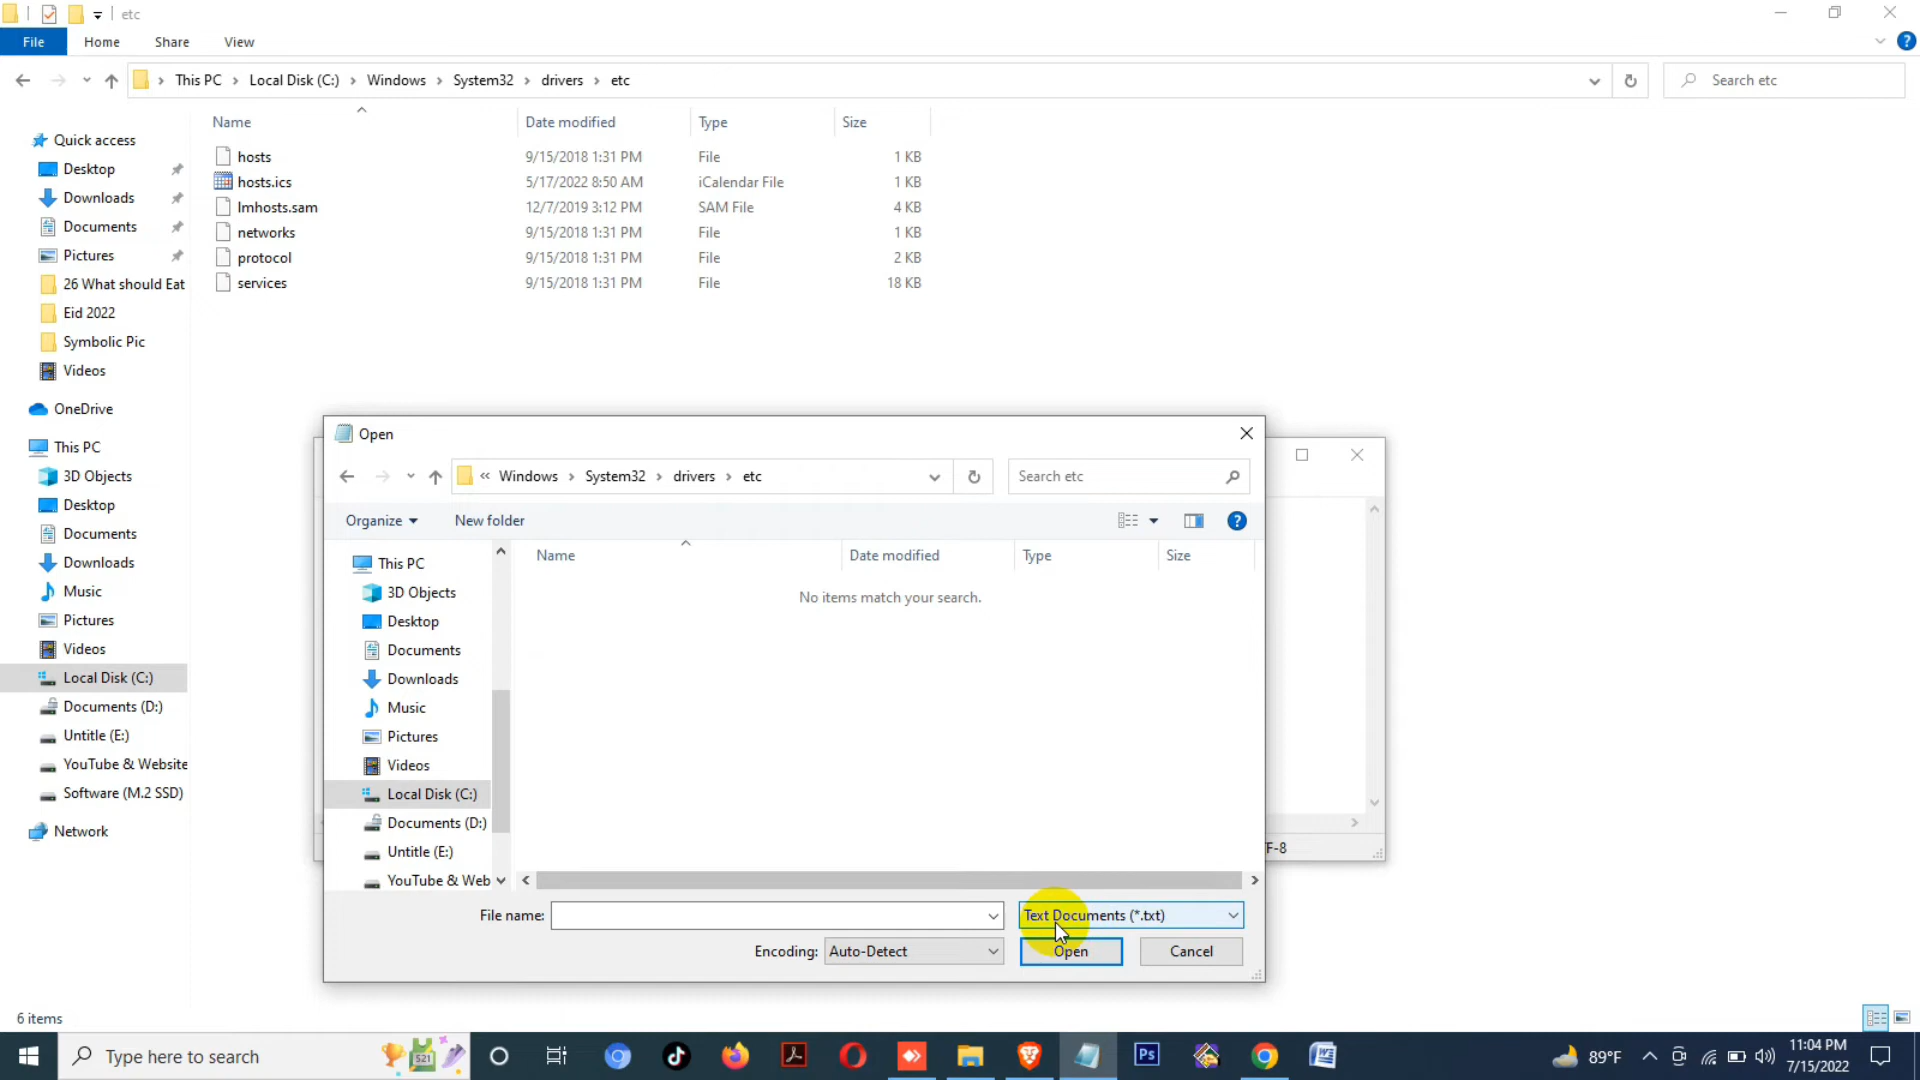 etc
File Home Share View
This PC Local Disk (C:) Windows System32 drivers etc Search etc
Name Date modified Type Size
hosts 9/15/2018 1:31 PM File 1 KB
hosts.ics 5/17/2022 8:50 AM iCalendar File 1 KB
lmhosts.sam 12/7/2019 3:12 PM SAM File 4 KB
networks 9/15/2018 1:31 PM File 1 KB
protocol 9/15/2018 1:31 PM File 2 KB
services 9/15/2018 1:31 PM File 18 KB
Quick access
Desktop
Downloads
Documents
Pictures
26 What should Eat
Eid 2022
Symbolic Pic
Videos
OneDrive
This PC
3D Objects
Desktop
Documents
Downloads
Music
Pictures
Videos
Local Disk (C:)
Documents (D:)
Untitle (E:)
YouTube & Website
Software (M.2 SSD)
Network
Open
« Windows System32 drivers etc Search etc
Organize New folder
Name Date modified Type Size
No items match your search.
This PC
3D Objects
Desktop
Documents
Downloads
Music
Pictures
Videos
Local Disk (C:)
Documents (D:)
Untitle (E:)
YouTube & Web
File name: Text Documents (*.txt)
Encoding: Auto-Detect Open Cancel
F-8
6 items
Type here to search 521 Ps 89°F 11:04 PM
7/15/2022